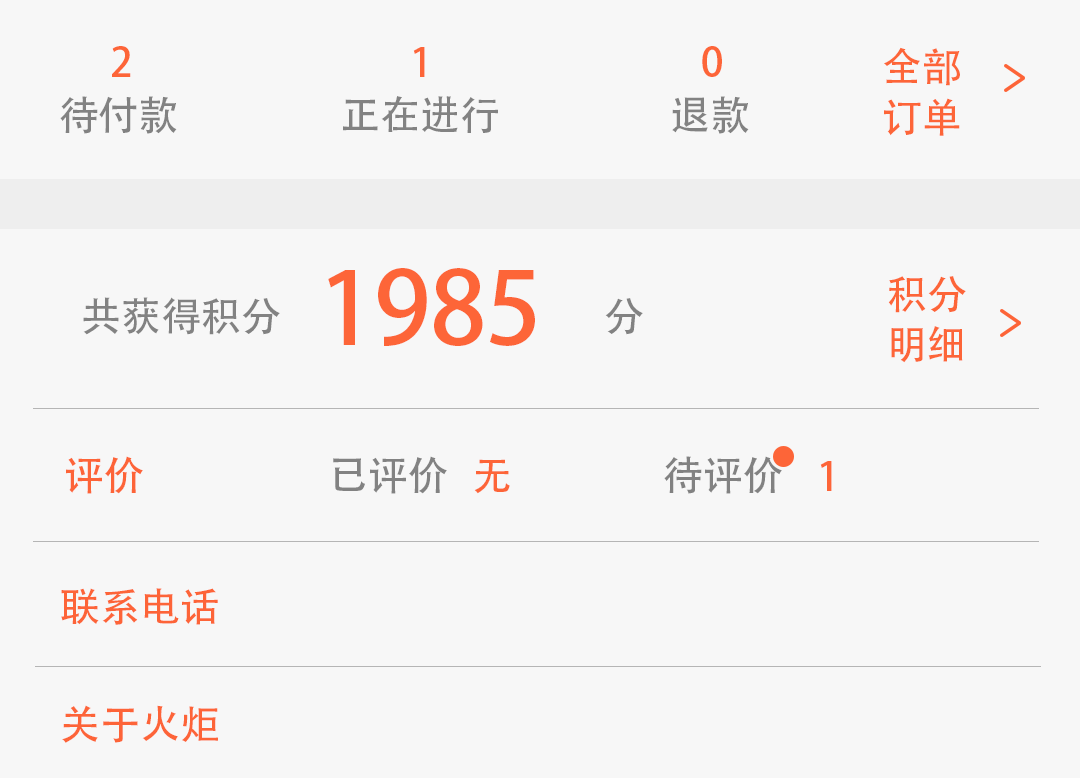 2 1 0
待付款 正在进行 退款
全部
订单 >
共获得积分 1985 分
积分
明细 >
评价 已评价 无 待评价 1
联系电话
关于火炬